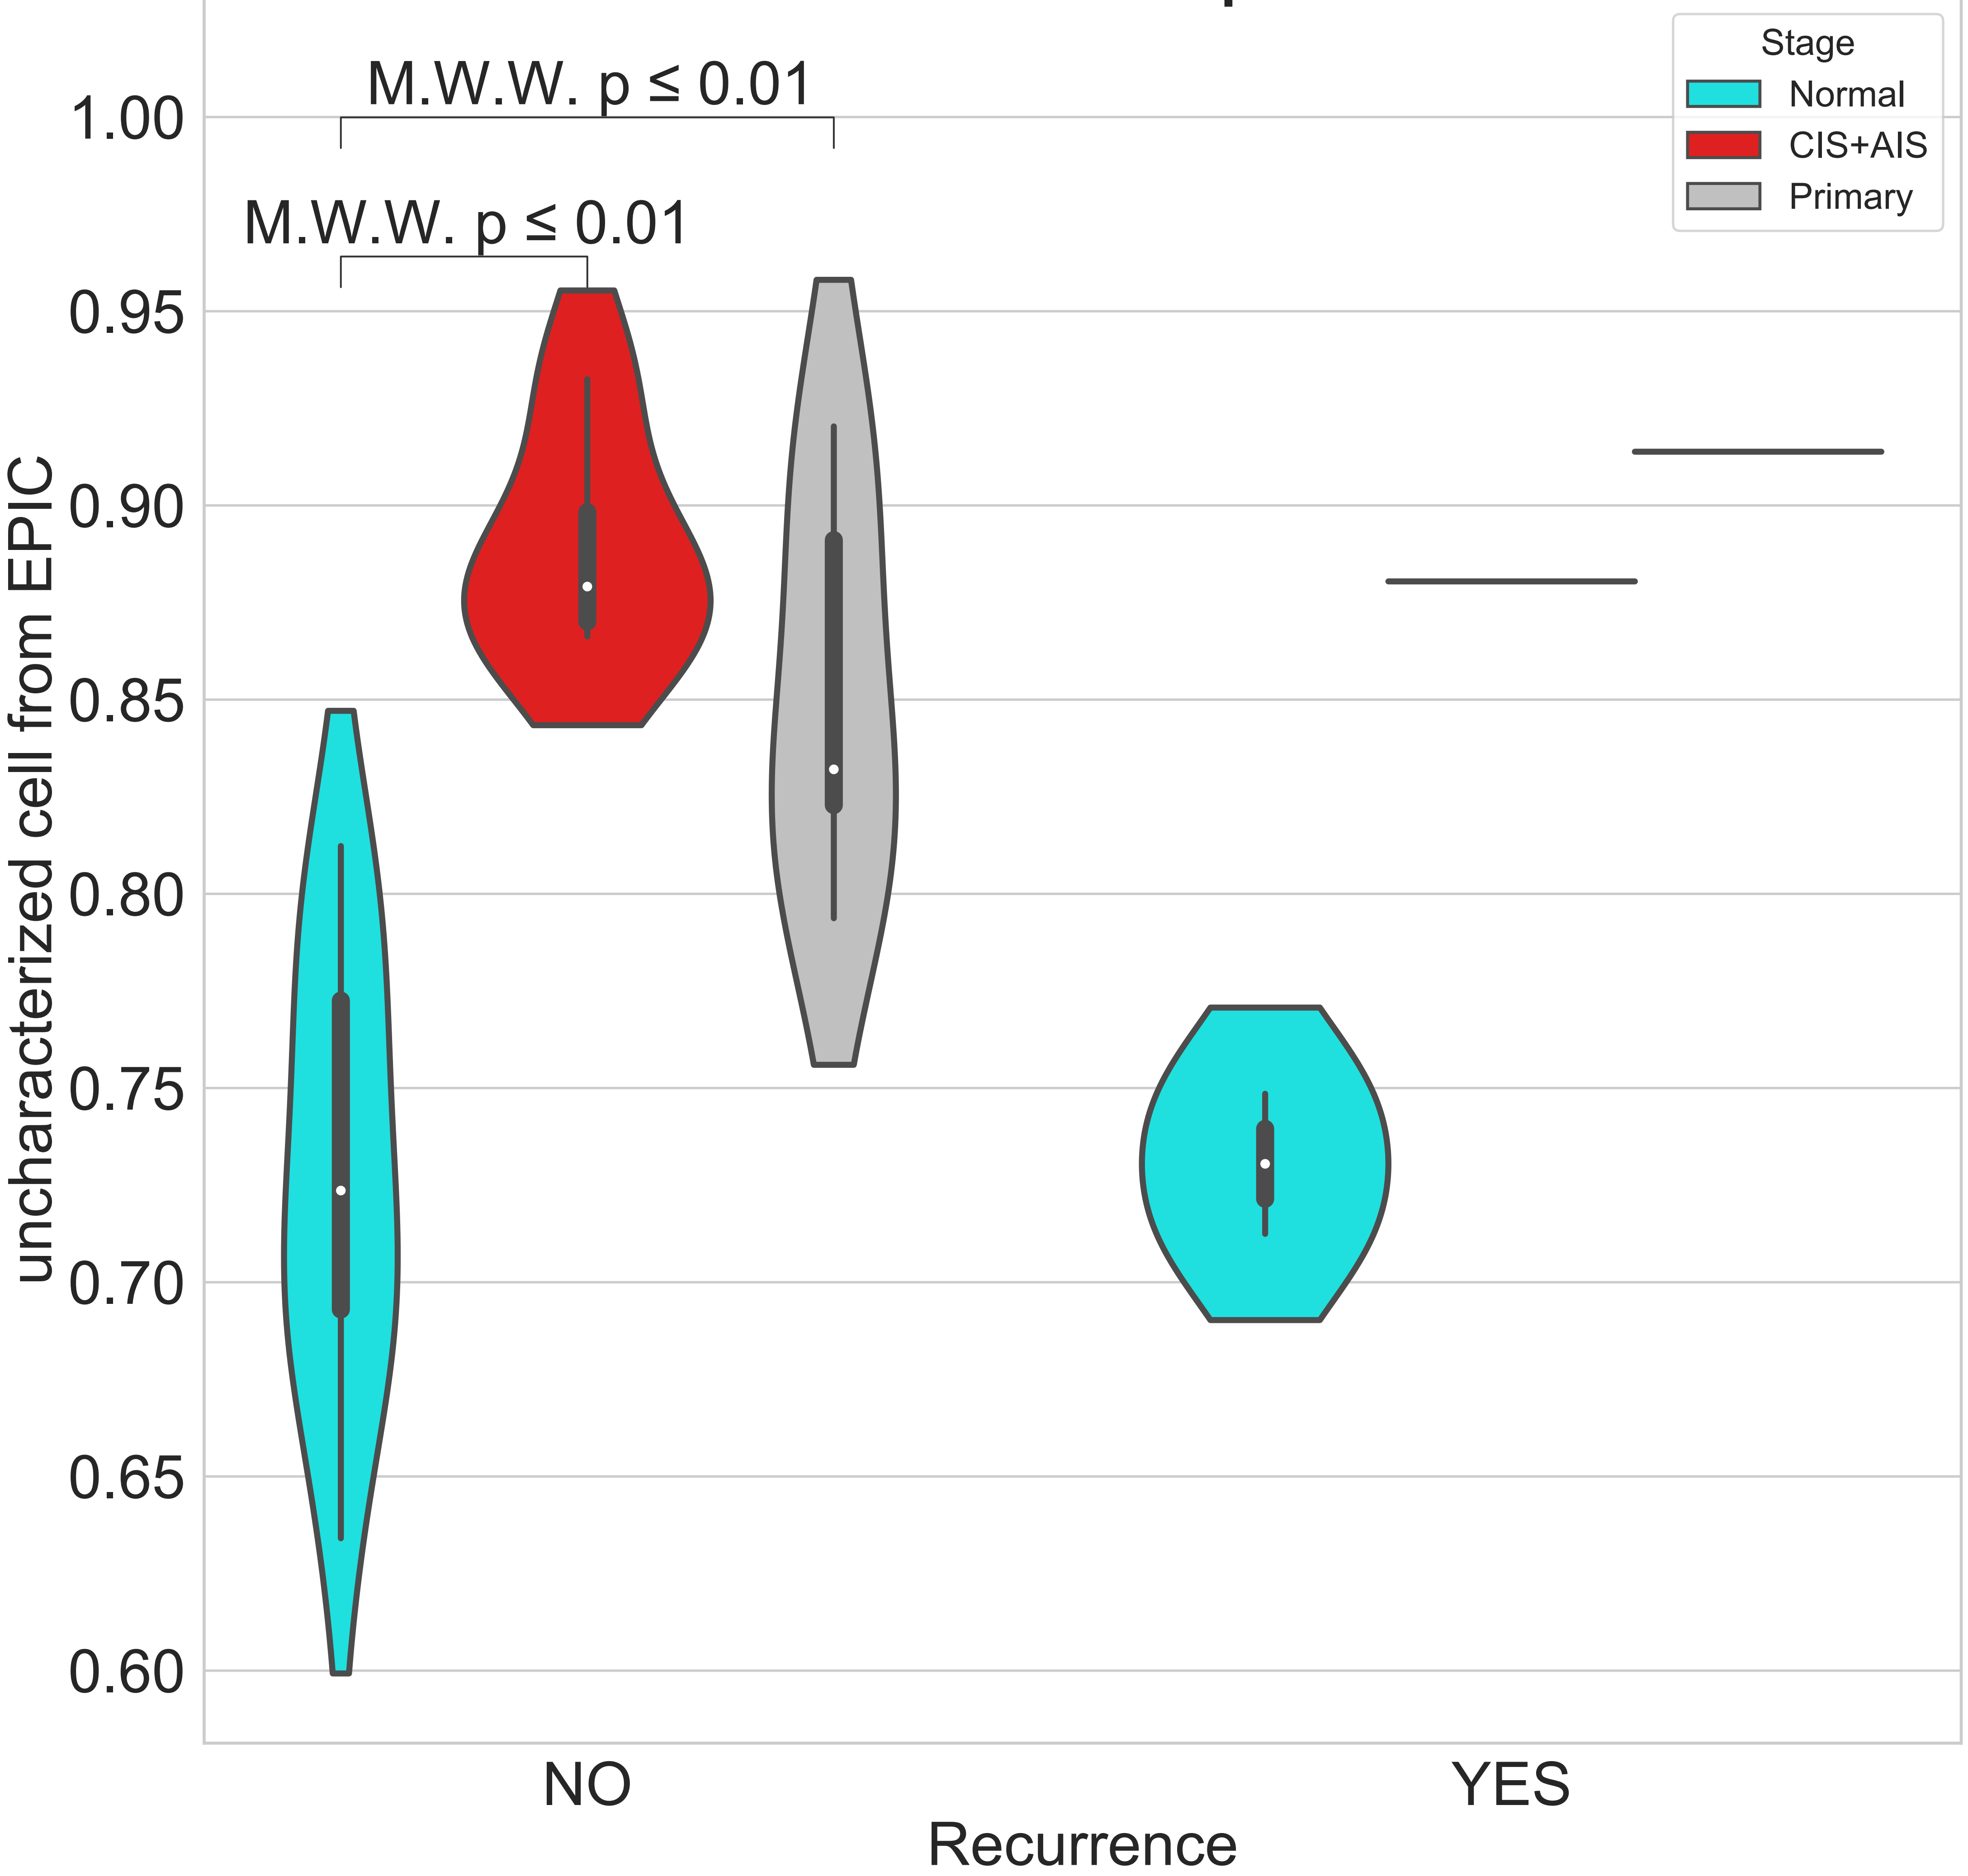 Stage
Normal
CIS+AIS
Primary
M.W.W. p ≤ 0.01
M.W.W. p ≤ 0.01
1.00
0.95
0.90
0.85
0.80
0.75
0.70
0.65
0.60
uncharacterized cell from EPIC
NO
YES
Recurrence